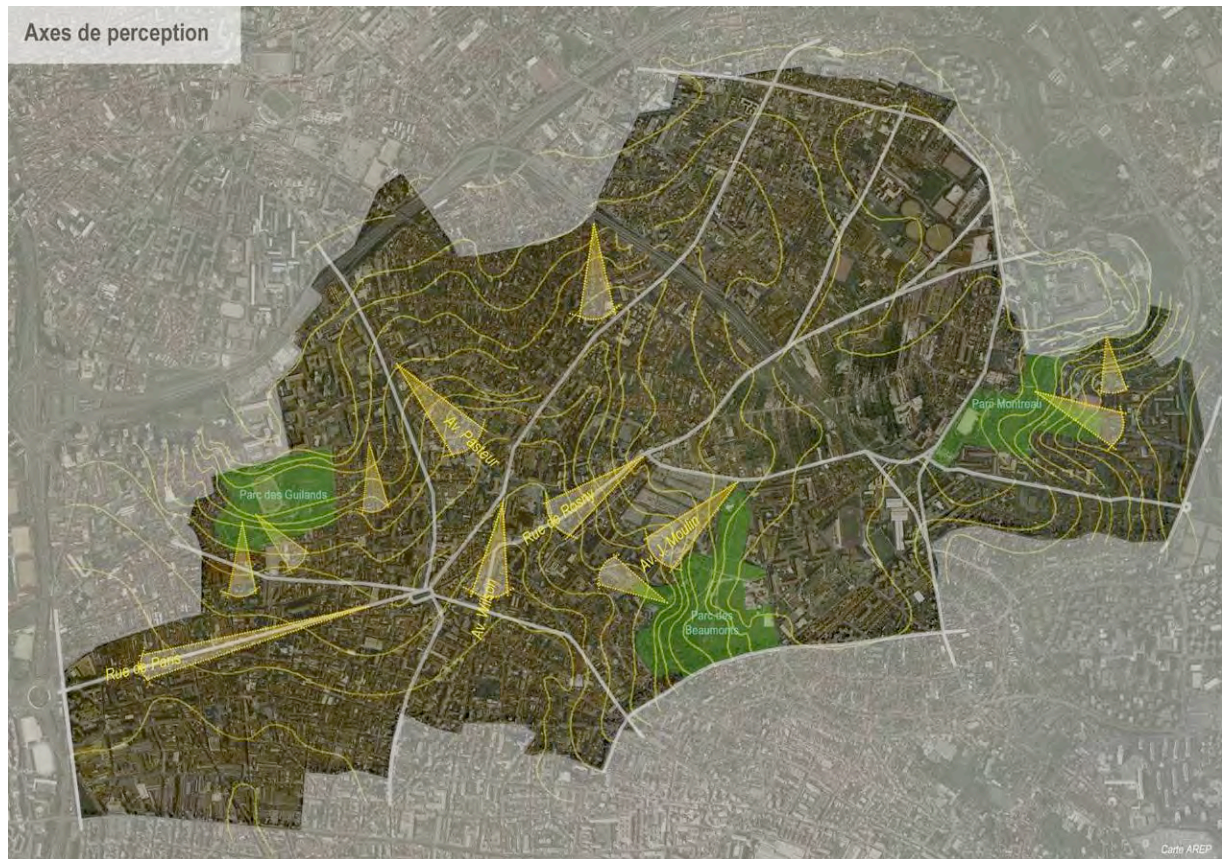 Axes de perception
Av. Pasteur
Parc Montreau
Parc des Guilands
Rue de Rosny
Av. J. Moulin
Av. Wilson
Parc des
Beaumonts
Rue de Paris
Carte AREP